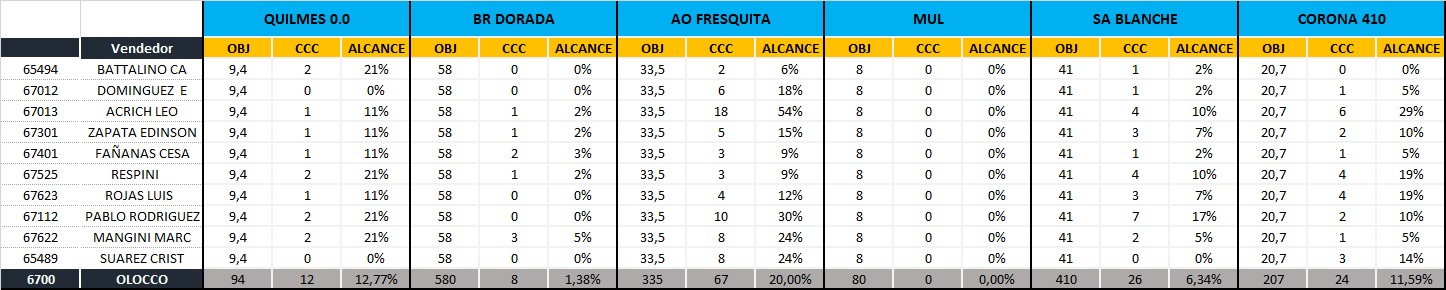 QUILMES 0.0 BR DORADA AO FRESQUITA MUL SA BLANCHE CORONA 410
Vendedor OBJ CCC ALCANCE OBJ CCC ALCANCE OBJ CCC ALCANCE OBJ CCC ALCANCE OBJ CCC ALCANCE OBJ CCC ALCANCE
65494 BATTALINO CA 9,4 2 21% 58 0 0% 33,5 2 6% 8 0 0% 41 1 2% 20,7 0 0%
67012 DOMINGUEZ E 9,4 0 0% 58 0 0% 33,5 6 18% 8 0 0% 41 1 2% 20,7 1 5%
67013 ACRICH LEO 9,4 1 11% 58 1 2% 33,5 18 54% 8 0 0% 41 4 10% 20,7 6 29%
67301 ZAPATA EDINSON 9,4 1 11% 58 1 2% 33,5 5 15% 8 0 0% 41 3 7% 20,7 2 10%
67401 FAÑANAS CESA 9,4 1 11% 58 2 3% 33,5 3 9% 8 0 0% 41 1 2% 20,7 1 5%
67525 RESPINI 9,4 2 21% 58 1 2% 33,5 3 9% 8 0 0% 41 4 10% 20,7 4 19%
67623 ROJAS LUIS 9,4 1 11% 58 0 0% 33,5 4 12% 8 0 0% 41 3 7% 20,7 4 19%
67112 PABLO RODRIGUEZ 9,4 2 21% 58 0 0% 33,5 10 30% 8 0 0% 41 7 17% 20,7 2 10%
67622 MANGINI MARC 9,4 2 21% 58 3 5% 33,5 8 24% 8 0 0% 41 2 5% 20,7 1 5%
65489 SUAREZ CRIST 9,4 0 0% 58 0 0% 33,5 8 24% 8 0 0% 41 0 0% 20,7 3 14%
6700 OLOCCO 94 12 12,77% 580 8 1,38% 335 67 20,00% 80 0 0,00% 410 26 6,34% 207 24 11,59%